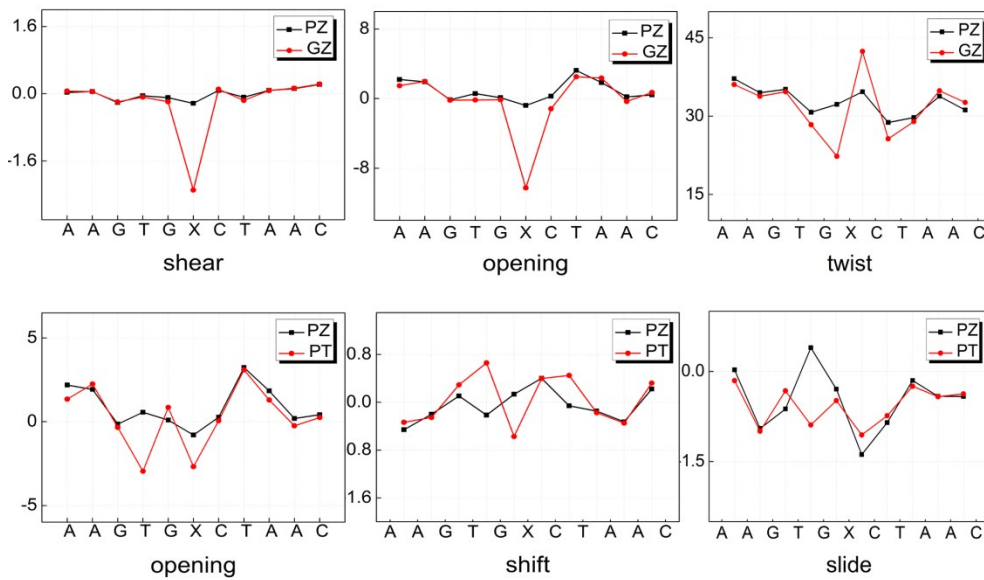 1.6
0.0
-1.6
PZ
GZ
A A G T G X C T A A C
shear
8
0
-8
PZ
GZ
A A G T G X C T A A C
opening
45
30
15
PZ
GZ
A A G T G X C T A A C
twist
5
0
-5
PZ
PT
A A G T G X C T A A C
opening
0.8
0.0
0.8
1.6
PZ
PT
A A G T G X C T A A C
shift
0.0
1.5
PZ
PT
A A G T G X C T A A C
slide